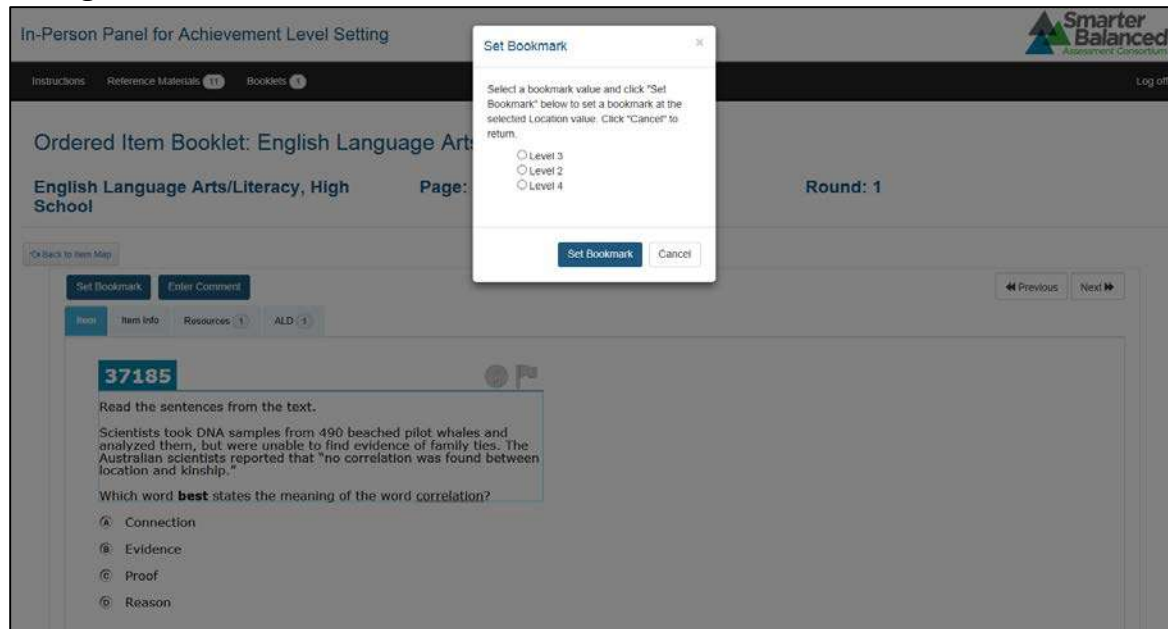 In-Person Panel for Achievement Level Setting
Smarter
Balanced
Assessment Consortium
Instructions Reference Materials 11 Booklets 1 Log off
Set Bookmark ×
Select a bookmark value and click "Set
Bookmark" below to set a bookmark at the
selected Location value. Click "Cancel" to
return.
Level 3
Level 2
Level 4
Set Bookmark Cancel
Ordered Item Booklet: English Language Arts
English Language Arts/Literacy, High
School
Page:
Round: 1
Back to Item Map
Set Bookmark Enter Comment
Previous Next
Item Item Info Resources 1 ALD 1
37185
Read the sentences from the text.
Scientists took DNA samples from 490 beached pilot whales and
analyzed them, but were unable to find evidence of family ties. The
Australian scientists reported that "no correlation was found between
location and kinship."
Which word best states the meaning of the word correlation?
A Connection
B Evidence
C Proof
D Reason